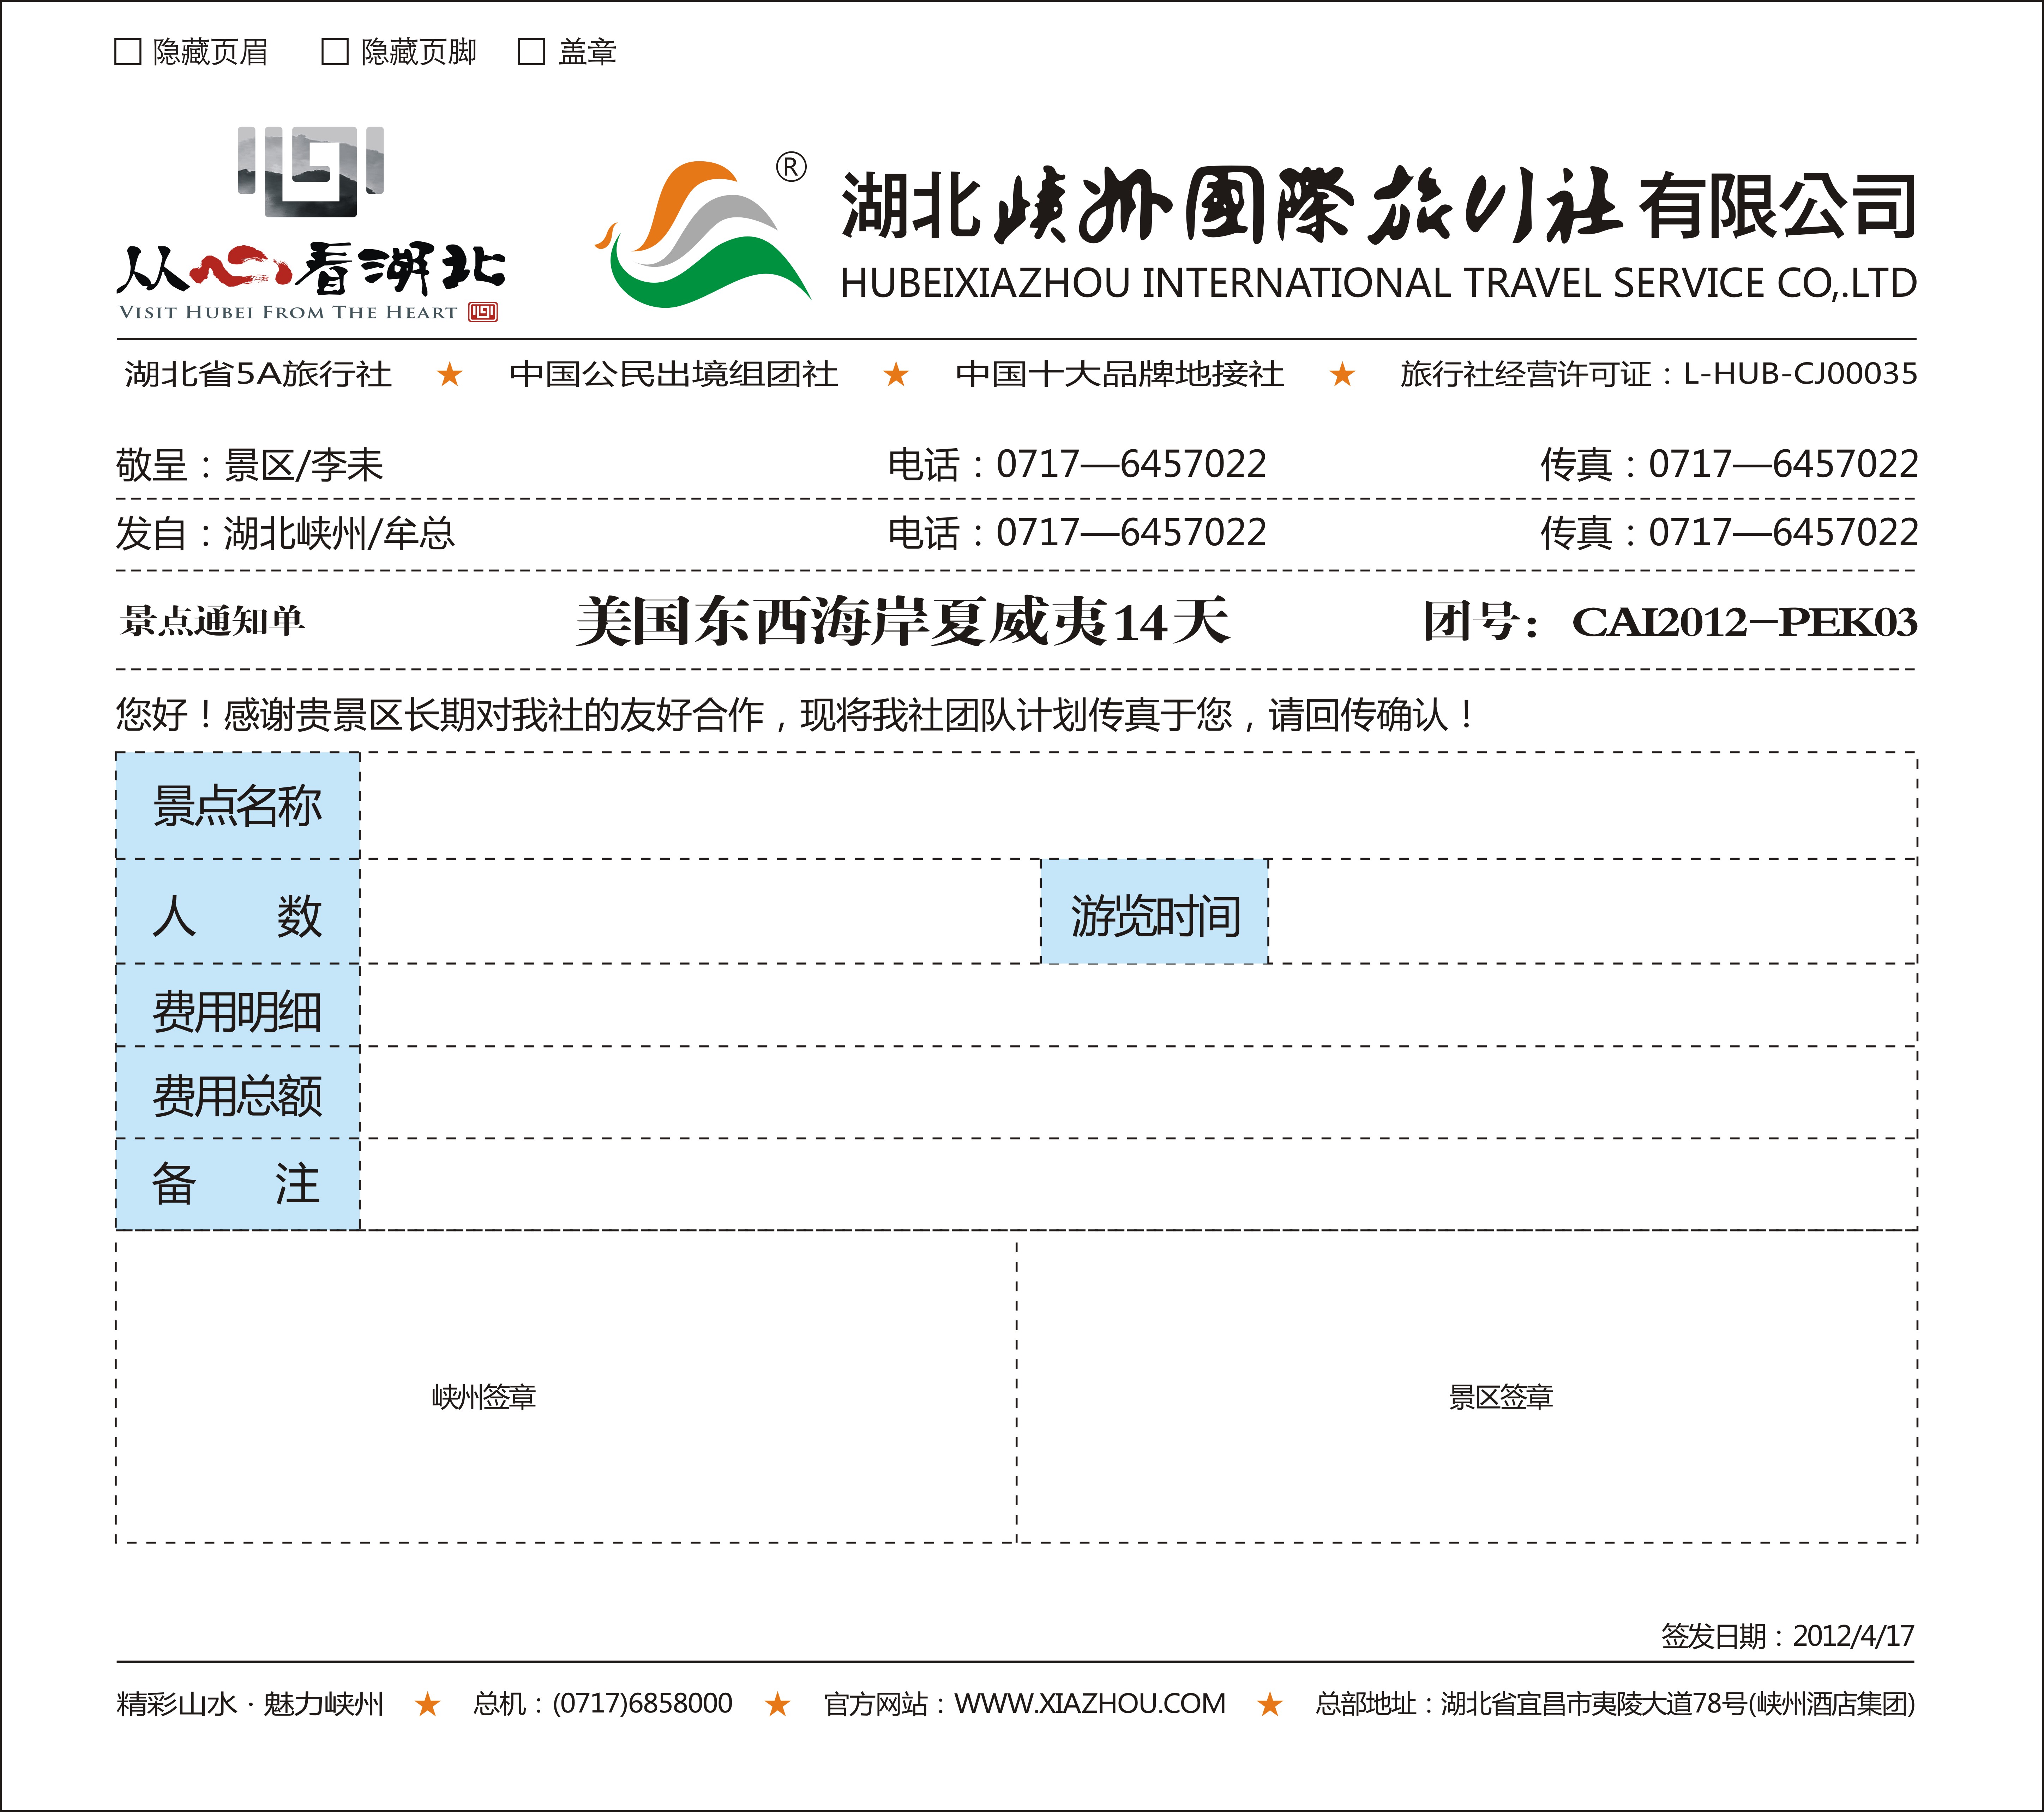 隐藏页眉 隐藏页脚 盖章
®
从心看湖北
VISIT HUBEI FROM THE HEART
湖北峡州國際旅行社有限公司
HUBEIXIAZHOU INTERNATIONAL TRAVEL SERVICE CO,.LTD
湖北省5A旅行社 ★ 中国公民出境组团社 ★ 中国十大品牌地接社 ★ 旅行社经营许可证：L-HUB-CJ00035
敬呈：景区/李耒 电话：0717—6457022 传真：0717—6457022
发自：湖北峡州/牟总 电话：0717—6457022 传真：0717—6457022
景点通知单 美国东西海岸夏威夷14天 团号： CAI2012-PEK03
您好！感谢贵景区长期对我社的友好合作，现将我社团队计划传真于您，请回传确认！
景点名称
人 数 游览时间
费用明细
费用总额
备 注
峡州签章 景区签章
签发日期：2012/4/17
精彩山水·魅力峡州 ★ 总机：(0717)6858000 ★ 官方网站：WWW.XIAZHOU.COM ★ 总部地址：湖北省宜昌市夷陵大道78号(峡州酒店集团)